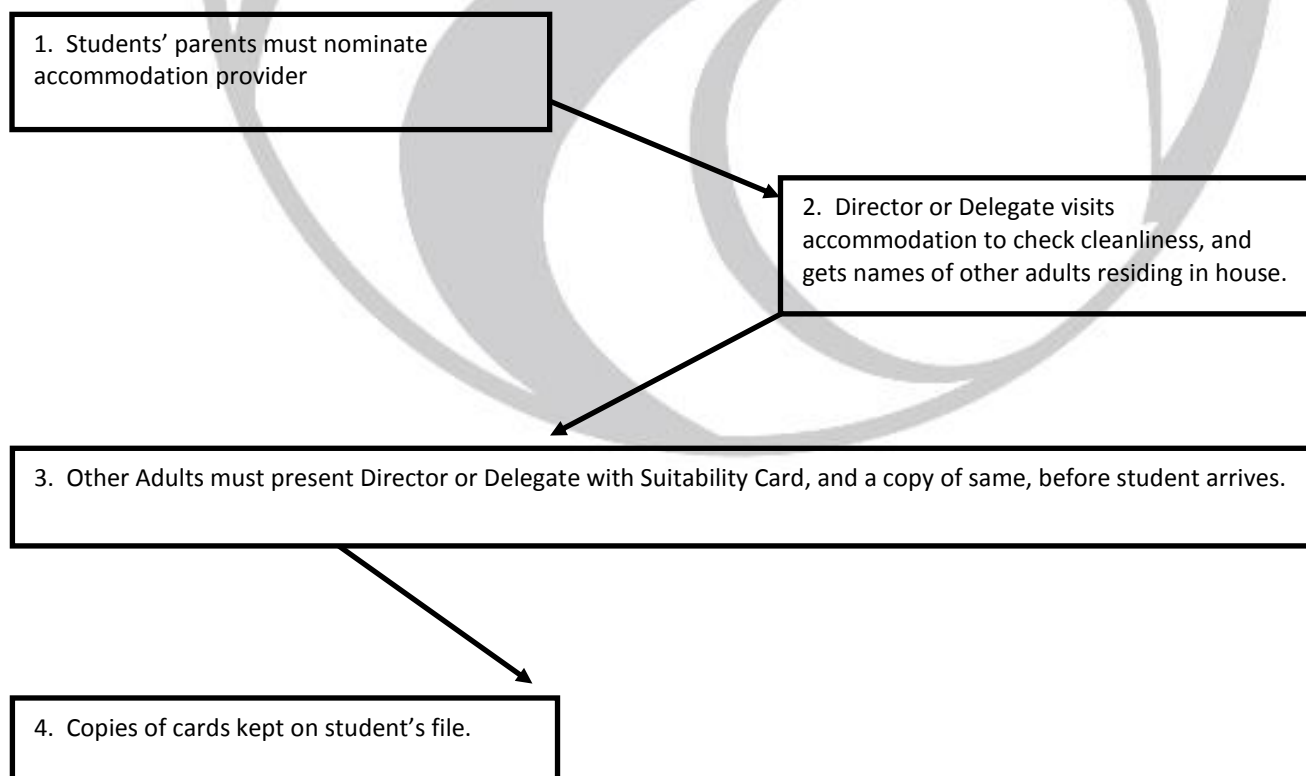 1. Students’ parents must nominate
accommodation provider
2. Director or Delegate visits
accommodation to check cleanliness, and
gets names of other adults residing in house.
3. Other Adults must present Director or Delegate with Suitability Card, and a copy of same, before student arrives.
4. Copies of cards kept on student’s file.